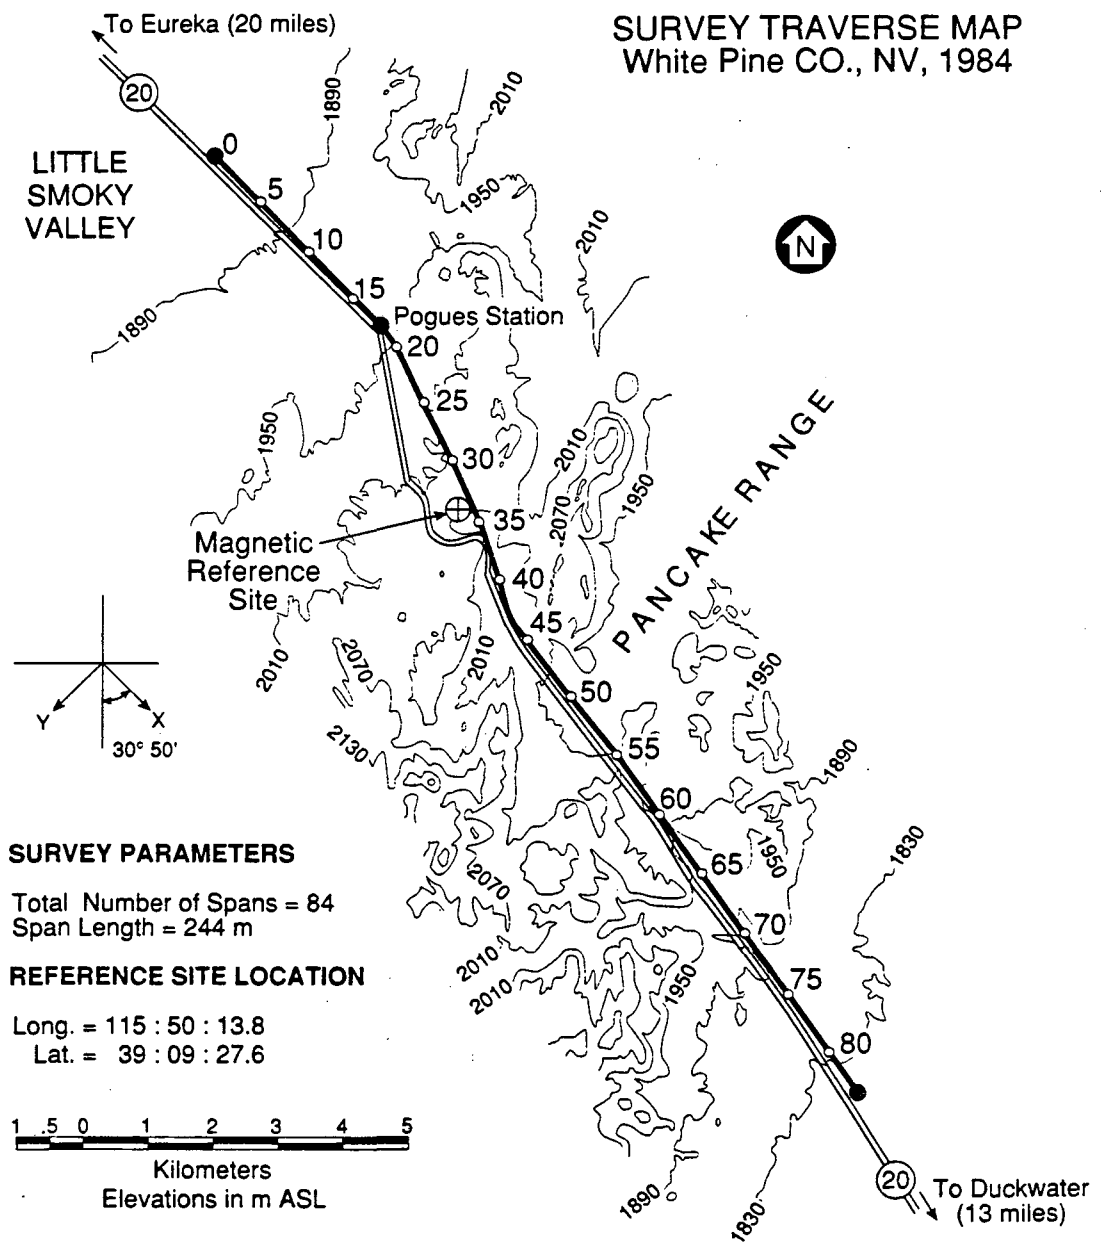 To Eureka (20 miles)
SURVEY TRAVERSE MAP
White Pine CO., NV, 1984
20
LITTLE
SMOKY
VALLEY
0
5
10
15
Pogues Station
20
25
30
35
40
45
50
55
60
65
70
75
80
1890
2010
1950
2010
N
1890
1950
2010
2070
1950
PANCAKE RANGE
Magnetic
Reference
Site
2010
2070
2010
2130
1950
1890
1950
1830
2070
2010
2010
1950
1890
1830
Y
X
30° 50'
SURVEY PARAMETERS
Total Number of Spans = 84
Span Length = 244 m
REFERENCE SITE LOCATION
Long. = 115 : 50 : 13.8
Lat. = 39 : 09 : 27.6
1 .5 0 1 2 3 4 5
Kilometers
Elevations in m ASL
20
To Duckwater
(13 miles)